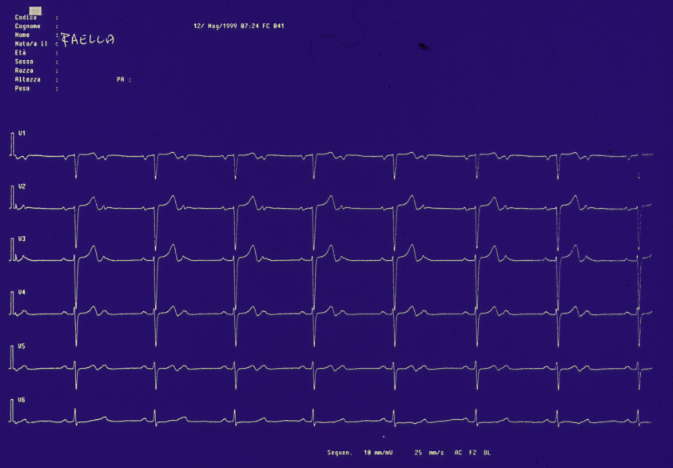 Codice :
Cognome :
Nome :
Nato/a il : RAELLA
Età :
Sesso :
Razza :
Altezza : PA :
Peso :
12/ Mag/1999 07:24 FC 041
V1
V2
V3
V4
V5
V6
Sequen. 10 mm/mV 25 mm/s AC F2 BL